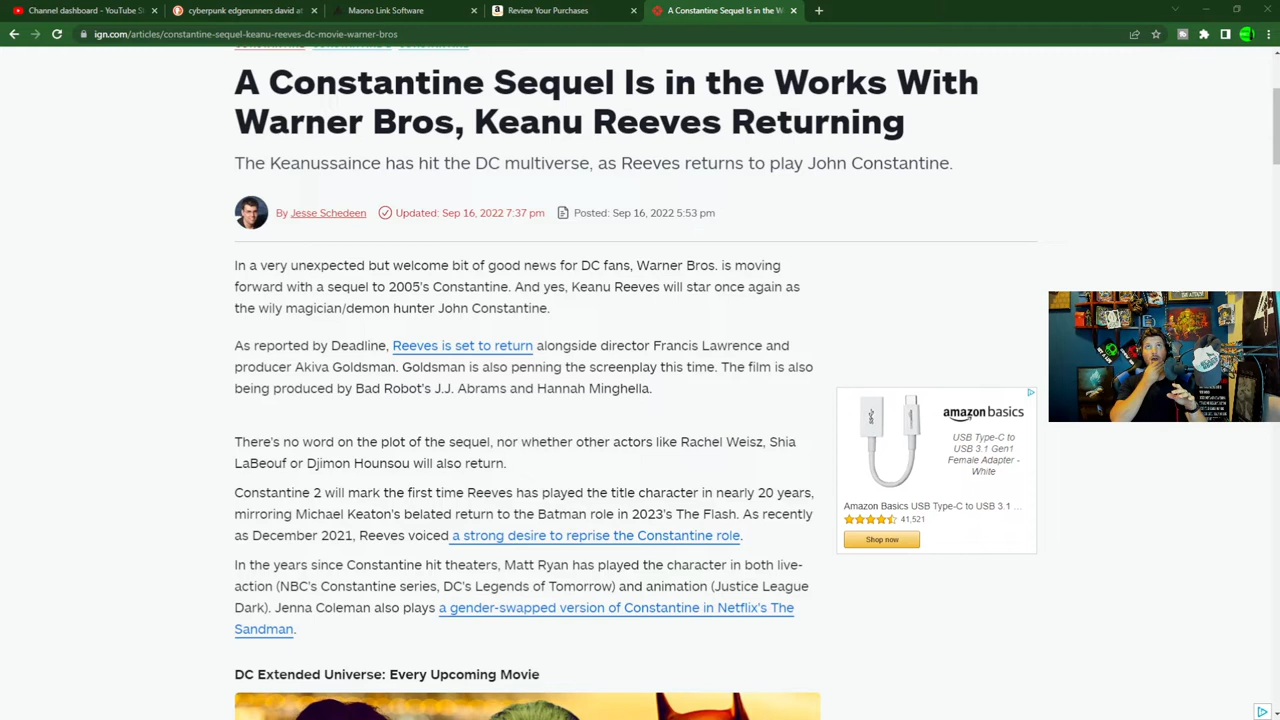 Channel dashboard - YouTube St
cyberpunk edgerunners david at
Maono Link Software
Review Your Purchases
A Constantine Sequel Is in the W
ign.com/articles/constantine-sequel-keanu-reeves-dc-movie-warner-bros
A Constantine Sequel Is in the Works With
Warner Bros, Keanu Reeves Returning
The Keanussaince has hit the DC multiverse, as Reeves returns to play John Constantine.
By Jesse Schedeen Updated: Sep 16, 2022 7:37 pm Posted: Sep 16, 2022 5:53 pm
In a very unexpected but welcome bit of good news for DC fans, Warner Bros. is moving
forward with a sequel to 2005's Constantine. And yes, Keanu Reeves will star once again as
the wily magician/demon hunter John Constantine.
As reported by Deadline, Reeves is set to return alongside director Francis Lawrence and
producer Akiva Goldsman. Goldsman is also penning the screenplay this time. The film is also
being produced by Bad Robot's J.J. Abrams and Hannah Minghella.
There's no word on the plot of the sequel, nor whether other actors like Rachel Weisz, Shia
LaBeouf or Djimon Hounsou will also return.
Constantine 2 will mark the first time Reeves has played the title character in nearly 20 years,
mirroring Michael Keaton's belated return to the Batman role in 2023's The Flash. As recently
as December 2021, Reeves voiced a strong desire to reprise the Constantine role.
In the years since Constantine hit theaters, Matt Ryan has played the character in both live-
action (NBC's Constantine series, DC's Legends of Tomorrow) and animation (Justice League
Dark). Jenna Coleman also plays a gender-swapped version of Constantine in Netflix's The
Sandman.
DC Extended Universe: Every Upcoming Movie
amazon basics
USB Type-C to
USB 3.1 Gen1
Female Adapter -
White
Amazon Basics USB Type-C to USB 3.1 ...
41,521
Shop now